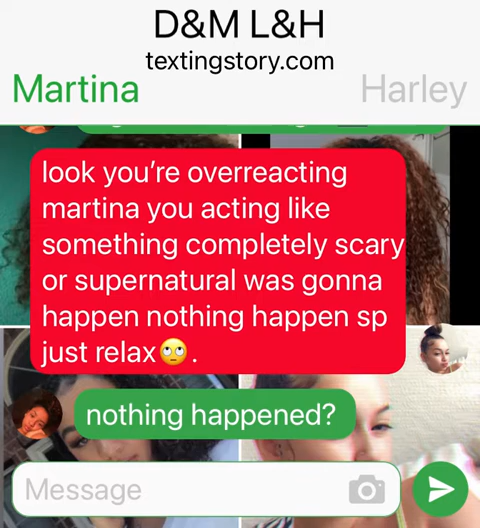 D&M L&H
textingstory.com
Martina Harley
look you’re overreacting
martina you acting like
something completely scary
or supernatural was gonna
happen nothing happen sp
just relax🙄.
nothing happened?
Message